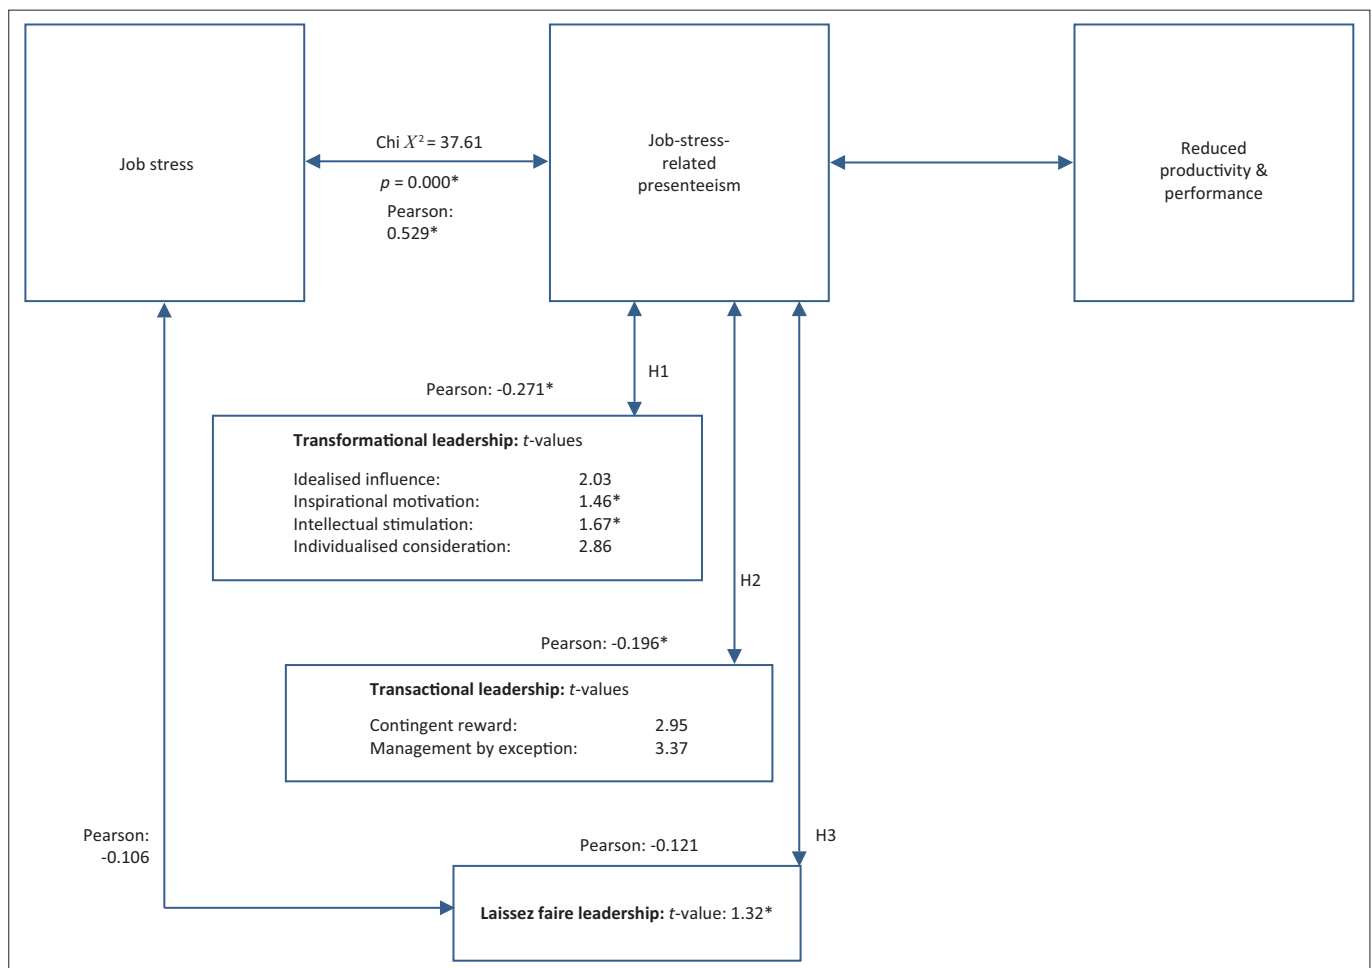 Job stress
Chi X² = 37.61
p = 0.000*
Pearson:
0.529*
Job-stress-
related
presenteeism
Reduced
productivity &
performance
H1
Pearson: -0.271*
Transformational leadership: t-values
Idealised influence: 2.03
Inspirational motivation: 1.46*
Intellectual stimulation: 1.67*
Individualised consideration: 2.86
H2
Pearson: -0.196*
Transactional leadership: t-values
Contingent reward: 2.95
Management by exception: 3.37
Pearson:
-0.106
Pearson: -0.121
H3
Laissez faire leadership: t-value: 1.32*